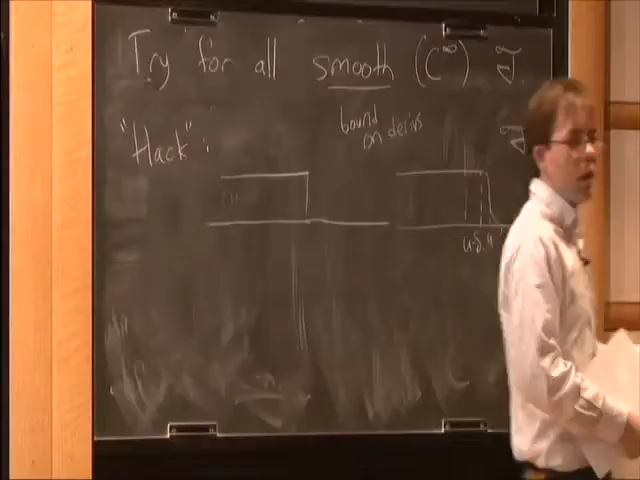 Try for all smooth (C^∞)
bound
on derivs
"Hack":
u-δ u